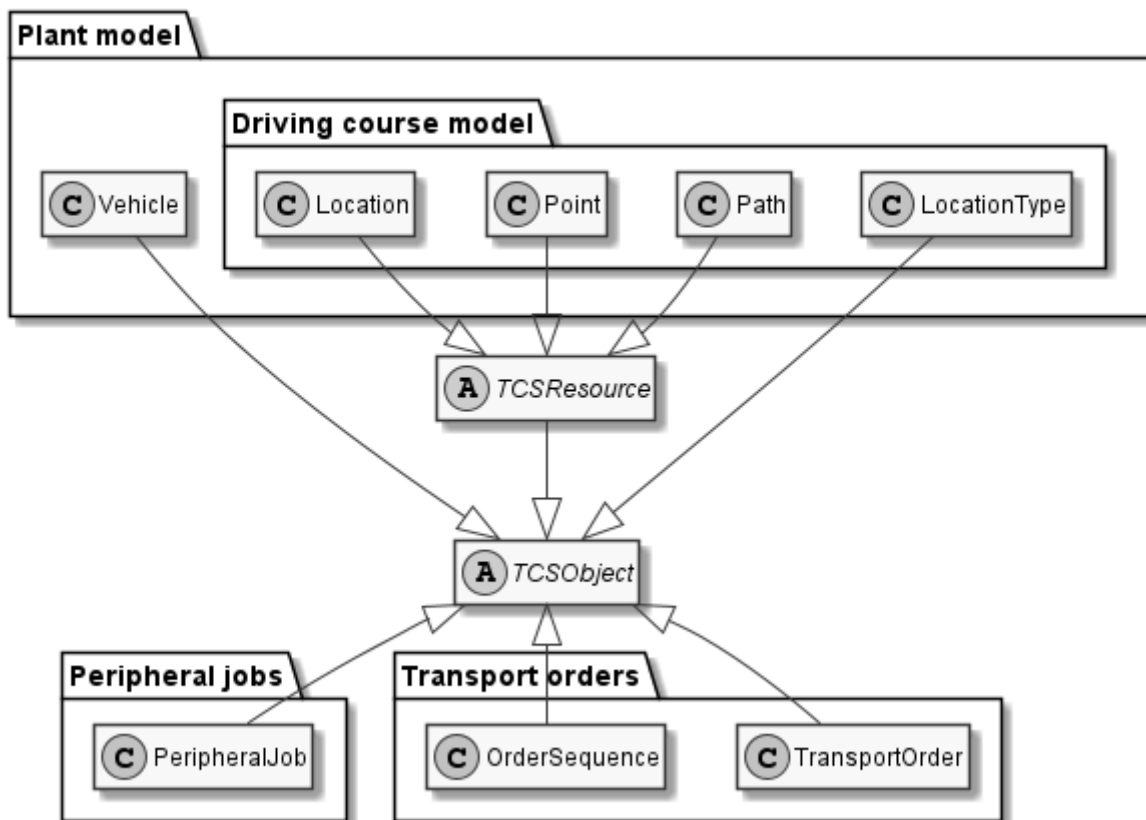 Plant model
Driving course model
C Vehicle
C Location
C Point
C Path
C LocationType
A TCSResource
A TCSObject
Peripheral jobs
Transport orders
C PeripheralJob
C OrderSequence
C TransportOrder